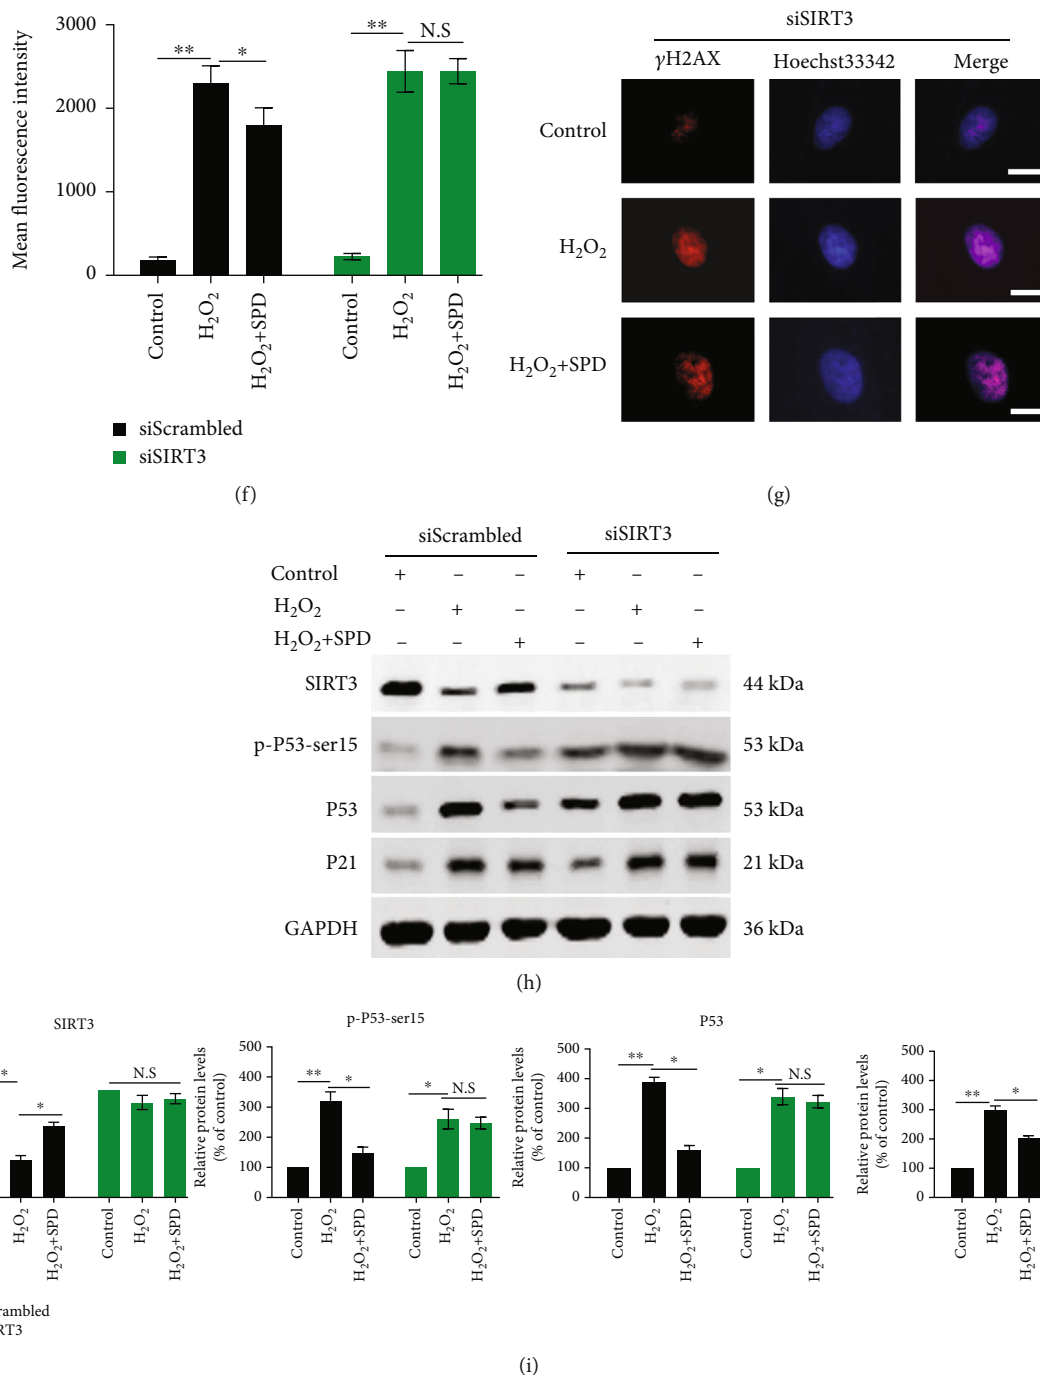 3000
2000
1000
0
Mean fluorescence intensity
** * ** N.S
Control H₂O₂ H₂O₂+SPD Control H₂O₂ H₂O₂+SPD
siScrambled
siSIRT3
(f)
siSIRT3
γH2AX Hoechst33342 Merge
Control
H₂O₂
H₂O₂+SPD
(g)
siScrambled siSIRT3
Control + – – + – –
H₂O₂ – + – – + –
H₂O₂+SPD – – + – – +
SIRT3 44 kDa
p-P53-ser15 53 kDa
P53 53 kDa
P21 21 kDa
GAPDH 36 kDa
(h)
SIRT3
* * N.S
H₂O₂ H₂O₂+SPD Control H₂O₂ H₂O₂+SPD
p-P53-ser15
Relative protein levels
(% of control)
500
400
300
200
100
0
** * * N.S
Control H₂O₂ H₂O₂+SPD Control H₂O₂ H₂O₂+SPD
P53
Relative protein levels
(% of control)
500
400
300
200
100
0
** * * N.S
Control H₂O₂ H₂O₂+SPD Control H₂O₂ H₂O₂+SPD
Relative protein levels
(% of control)
500
400
300
200
100
0
** *
Control H₂O₂ H₂O₂+SPD
rambled
RT3
(i)